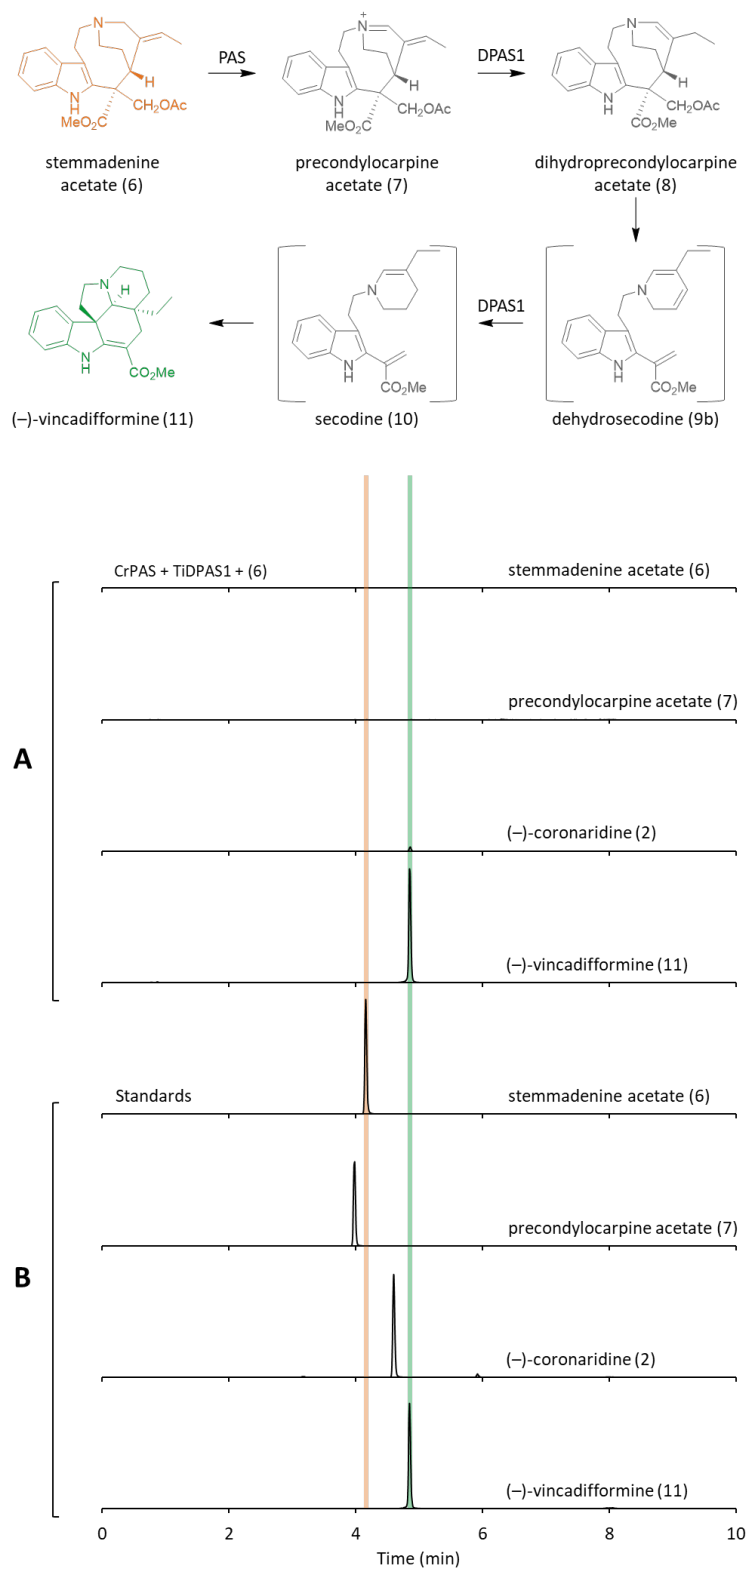 PAS
DPAS1
N
N+
N
H
H
H
N
H
N
H
N
H
MeO2C
CH2OAc
MeO2C
CH2OAc
CO2Me
CH2OAc
stemmadenine
acetate (6)
precondylocarpine
acetate (7)
dihydroprecondylocarpine
acetate (8)
N
H
N
H
CO2Me
N
N
H
CO2Me
DPAS1
N
N
H
CO2Me
(–)-vincadifformine (11)
secodine (10)
dehydrosecodine (9b)
CrPAS + TiDPAS1 + (6)
stemmadenine acetate (6)
precondylocarpine acetate (7)
A
(–)-coronaridine (2)
(–)-vincadifformine (11)
Standards
stemmadenine acetate (6)
precondylocarpine acetate (7)
B
(–)-coronaridine (2)
(–)-vincadifformine (11)
0 2 4 6 8 10
Time (min)